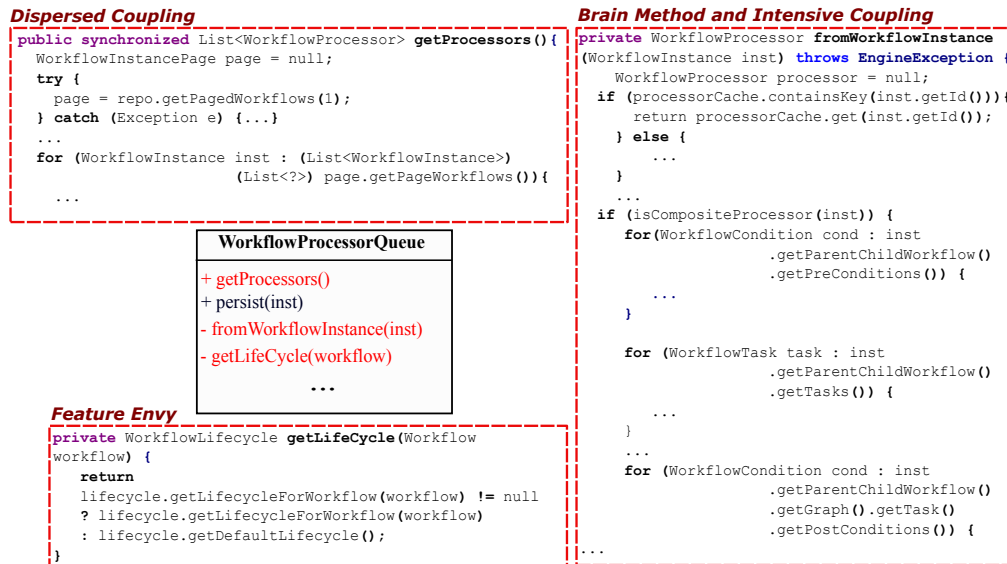 Dispersed Coupling
public synchronized List<WorkflowProcessor> getProcessors(){
WorkflowInstancePage page = null;
try {
page = repo.getPagedWorkflows(1);
} catch (Exception e) {...}
...
for (WorkflowInstance inst : (List<WorkflowInstance>)
(List<?>) page.getPageWorkflows()){
...
WorkflowProcessorQueue
+ getProcessors()
+ persist(inst)
- fromWorkflowInstance(inst)
- getLifeCycle(workflow)
...
Feature Envy
private WorkflowLifecycle getLifeCycle(Workflow
workflow) {
return
lifecycle.getLifecycleForWorkflow(workflow) != null
? lifecycle.getLifecycleForWorkflow(workflow)
: lifecycle.getDefaultLifecycle();
}
Brain Method and Intensive Coupling
private WorkflowProcessor fromWorkflowInstance
(WorkflowInstance inst) throws EngineException {
WorkflowProcessor processor = null;
if (processorCache.containsKey(inst.getId())){
return processorCache.get(inst.getId());
} else {
...
}
...
if (isCompositeProcessor(inst)) {
for(WorkflowCondition cond : inst
.getParentChildWorkflow()
.getPreConditions()) {
...
}
for (WorkflowTask task : inst
.getParentChildWorkflow()
.getTasks()) {
...
}
...
for (WorkflowCondition cond : inst
.getParentChildWorkflow()
.getGraph().getTask()
.getPostConditions()) {
...